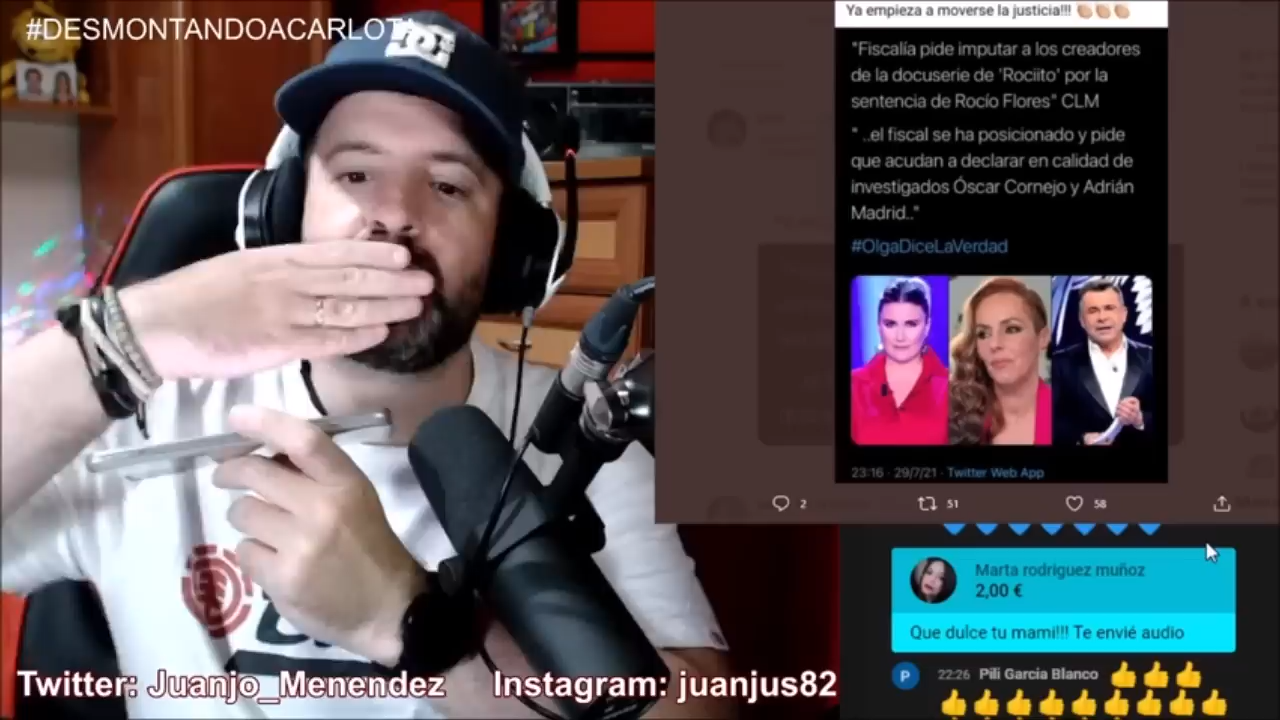 #DESMONTANDOACARLOTA
Ya empieza a moverse la justicia!!! 👏🏻👏🏻👏🏻
"Fiscalía pide imputar a los creadores
de la docuserie de 'Rociito' por la
sentencia de Rocío Flores" CLM
" ..el fiscal se ha posicionado y pide
que acudan a declarar en calidad de
investigados Óscar Cornejo y Adrián
Madrid.."
#OlgaDiceLaVerdad
23:16 · 29/7/21 · Twitter Web App
2 51 58
Marta rodriguez muñoz
2,00 €
Que dulce tu mami!!! Te envié audio
P 22:26 Pili García Blanco 👍👍👍
👍👍👍👍👍👍👍👍👍
Twitter: Juanjo_Menendez Instagram: juanjus82